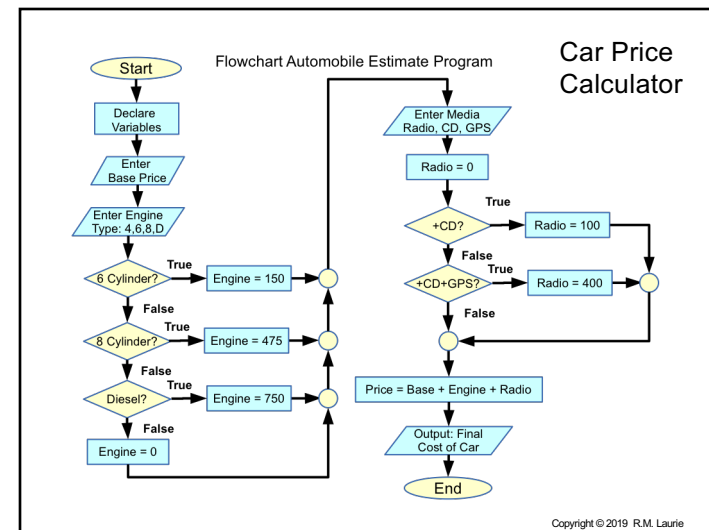 Flowchart Automobile Estimate Program
Car Price
Calculator
Start
Declare
Variables
Enter
Base Price
Enter Engine
Type: 4,6,8,D
6 Cylinder?
True
Engine = 150
False
8 Cylinder?
True
Engine = 475
False
Diesel?
True
Engine = 750
False
Engine = 0
Enter Media
Radio, CD, GPS
Radio = 0
+CD?
True
Radio = 100
False
+CD+GPS?
True
Radio = 400
False
Price = Base + Engine + Radio
Output: Final
Cost of Car
End
Copyright © 2019 R.M. Laurie